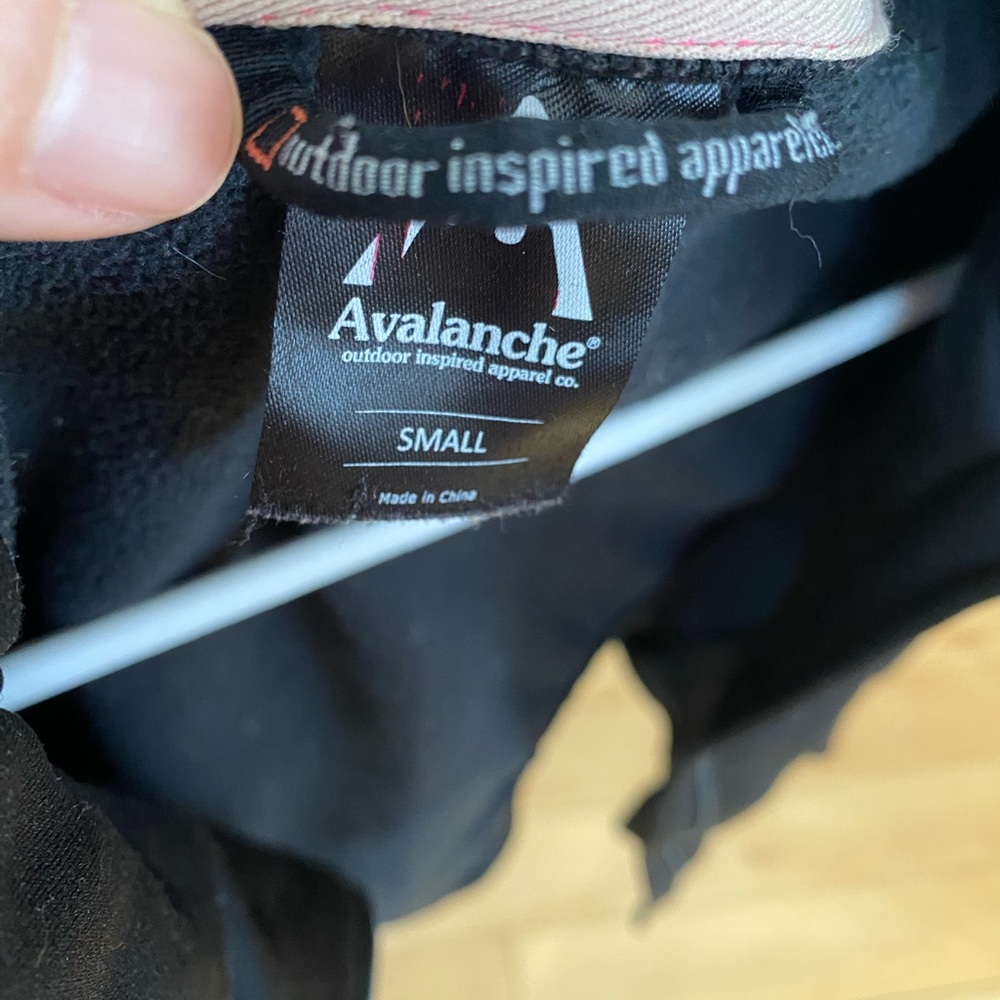 Outdoor inspired apparel
Avalanche®
outdoor inspired apparel co.
SMALL
Made in China